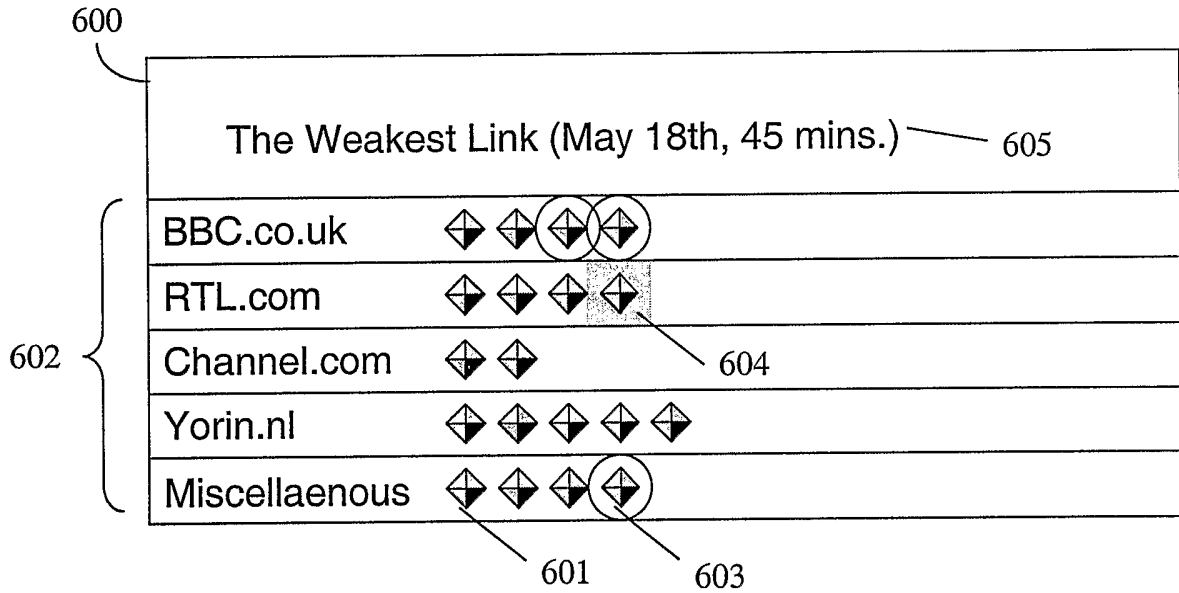 600
The Weakest Link (May 18th, 45 mins.)
605
BBC.co.uk
RTL.com
602
Channel.com
604
Yorin.nl
Miscellaenous
601
603